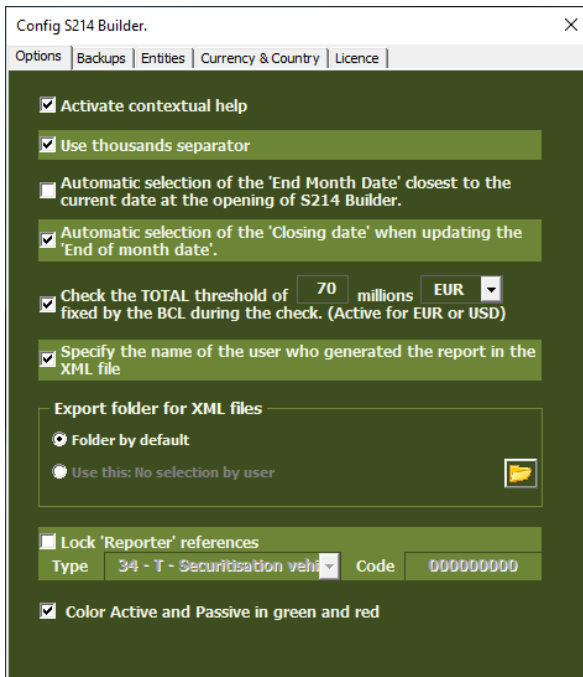 Config S214 Builder.
Options Backups Entities Currency & Country Licence
Activate contextual help
Use thousands separator
Automatic selection of the 'End Month Date' closest to the
current date at the opening of S214 Builder.
Automatic selection of the 'Closing date' when updating the
'End of month date'.
Check the TOTAL threshold of 70 millions EUR
fixed by the BCL during the check. (Active for EUR or USD)
Specify the name of the user who generated the report in the
XML file
Export folder for XML files
Folder by default
Use this: No selection by user
Lock 'Reporter' references
Type 34 - T - Securitisation vehi Code 000000000
Color Active and Passive in green and red